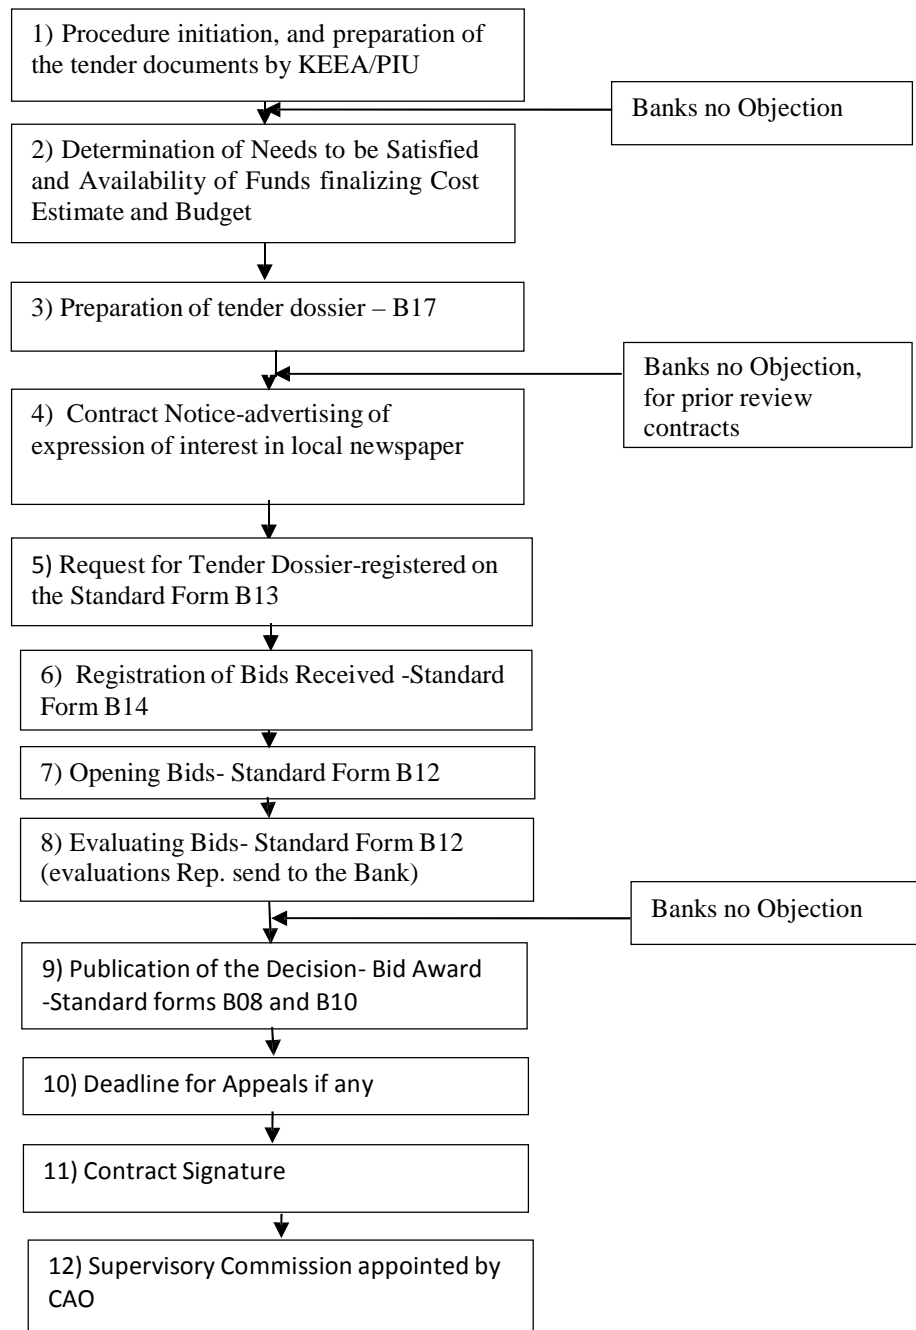 1) Procedure initiation, and preparation of
the tender documents by KEEA/PIU
Banks no Objection
2) Determination of Needs to be Satisfied
and Availability of Funds finalizing Cost
Estimate and Budget
3) Preparation of tender dossier – B17
Banks no Objection,
for prior review
contracts
4) Contract Notice-advertising of
expression of interest in local newspaper
5) Request for Tender Dossier-registered on
the Standard Form B13
6) Registration of Bids Received -Standard
Form B14
7) Opening Bids- Standard Form B12
8) Evaluating Bids- Standard Form B12
(evaluations Rep. send to the Bank)
Banks no Objection
9) Publication of the Decision- Bid Award
-Standard forms B08 and B10
10) Deadline for Appeals if any
11) Contract Signature
12) Supervisory Commission appointed by
CAO